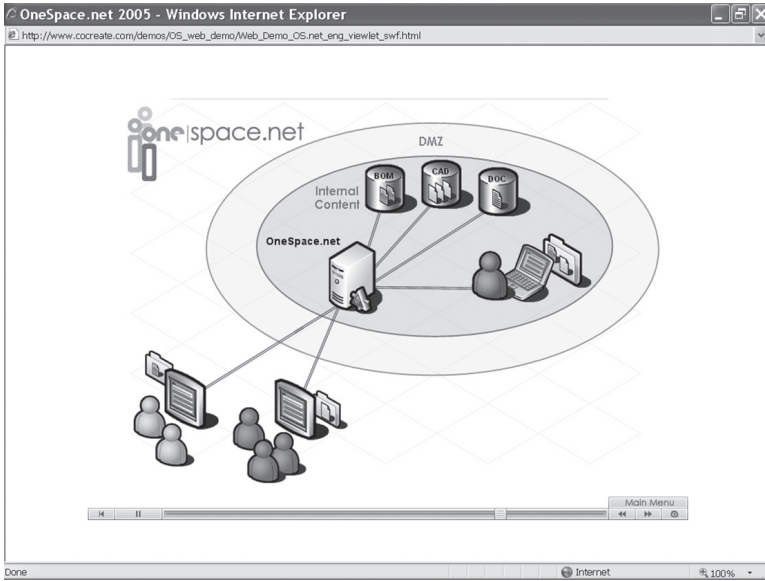 OneSpace.net 2005 - Windows Internet Explorer
http://www.cocreate.com/demos/OS_web_demo/Web_Demo_OS.net_eng_viewlet_swf.html
one|space.net
DMZ
BOM
CAD
DOC
Internal
Content
OneSpace.net
Main Menu
Done
Internet
100%